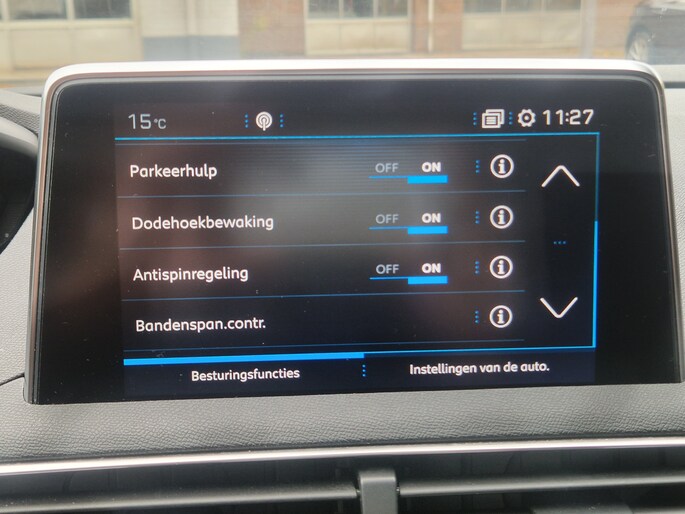 15°C 11:27
Parkeerhulp OFF ON
Dodehoekbewaking OFF ON
Antispinregeling OFF ON
Bandenspan.contr.
Besturingsfuncties Instellingen van de auto.